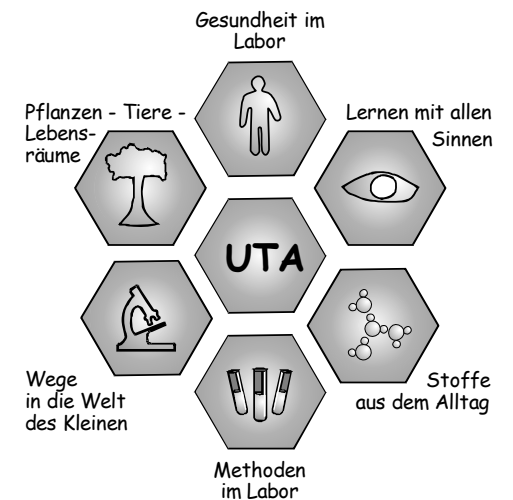 Gesundheit im
Labor
Pflanzen - Tiere -
Lebens-
räume
Lernen mit allen
Sinnen
UTA
Wege
in die Welt
des Kleinen
Stoffe
aus dem Alltag
Methoden
im Labor